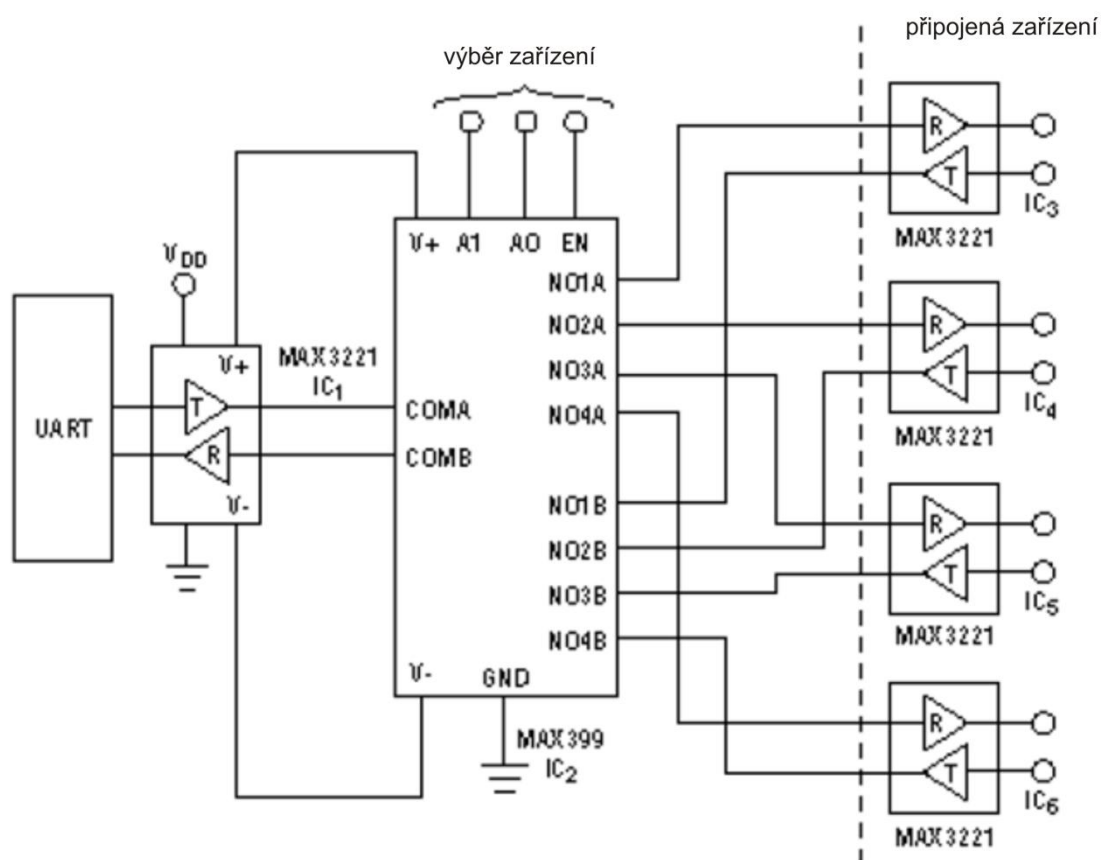 připojená zařízení
výběr zařízení
V+ A1 A0 EN
VDD
UART
V+
T
R
V-
MAX3221
IC1
COMA
COMB
NO1A
NO2A
NO3A
NO4A
NO1B
NO2B
NO3B
NO4B
V-
GND
MAX399
IC2
R
T
IC3
MAX3221
R
T
IC4
MAX3221
R
T
IC5
MAX3221
R
T
IC6
MAX3221